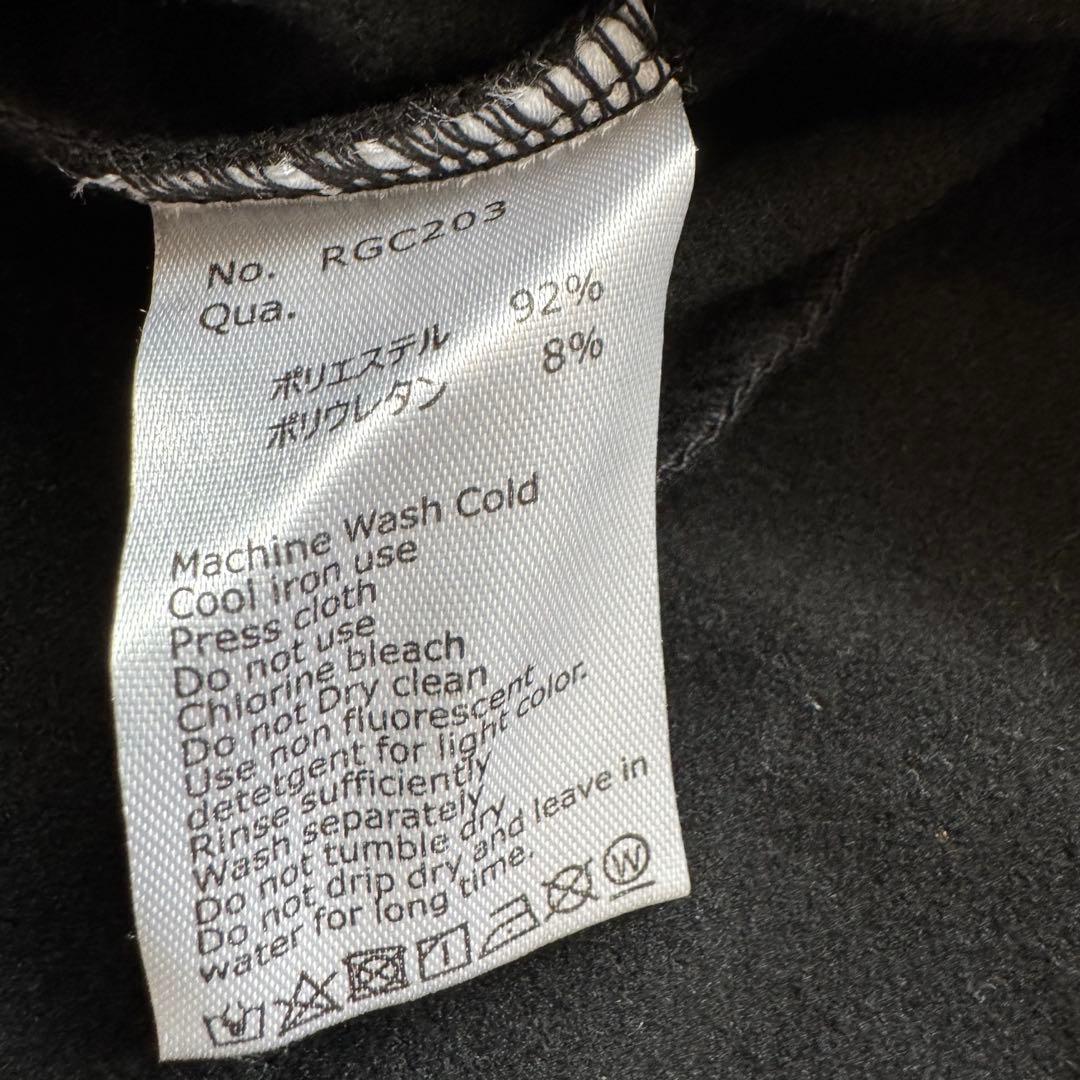 No. RGC203
Qua.
ポリエステル 92%
ポリウレタン 8%
Machine Wash Cold
Cool iron use
Press cloth
Do not use
Chlorine bleach
Do not Dry clean
Use non fluorescent
detetgent for light color.
Rinse sufficiently
Wash separately
Do not tumble dry
Do not drip dry and leave in
water for long time.
W